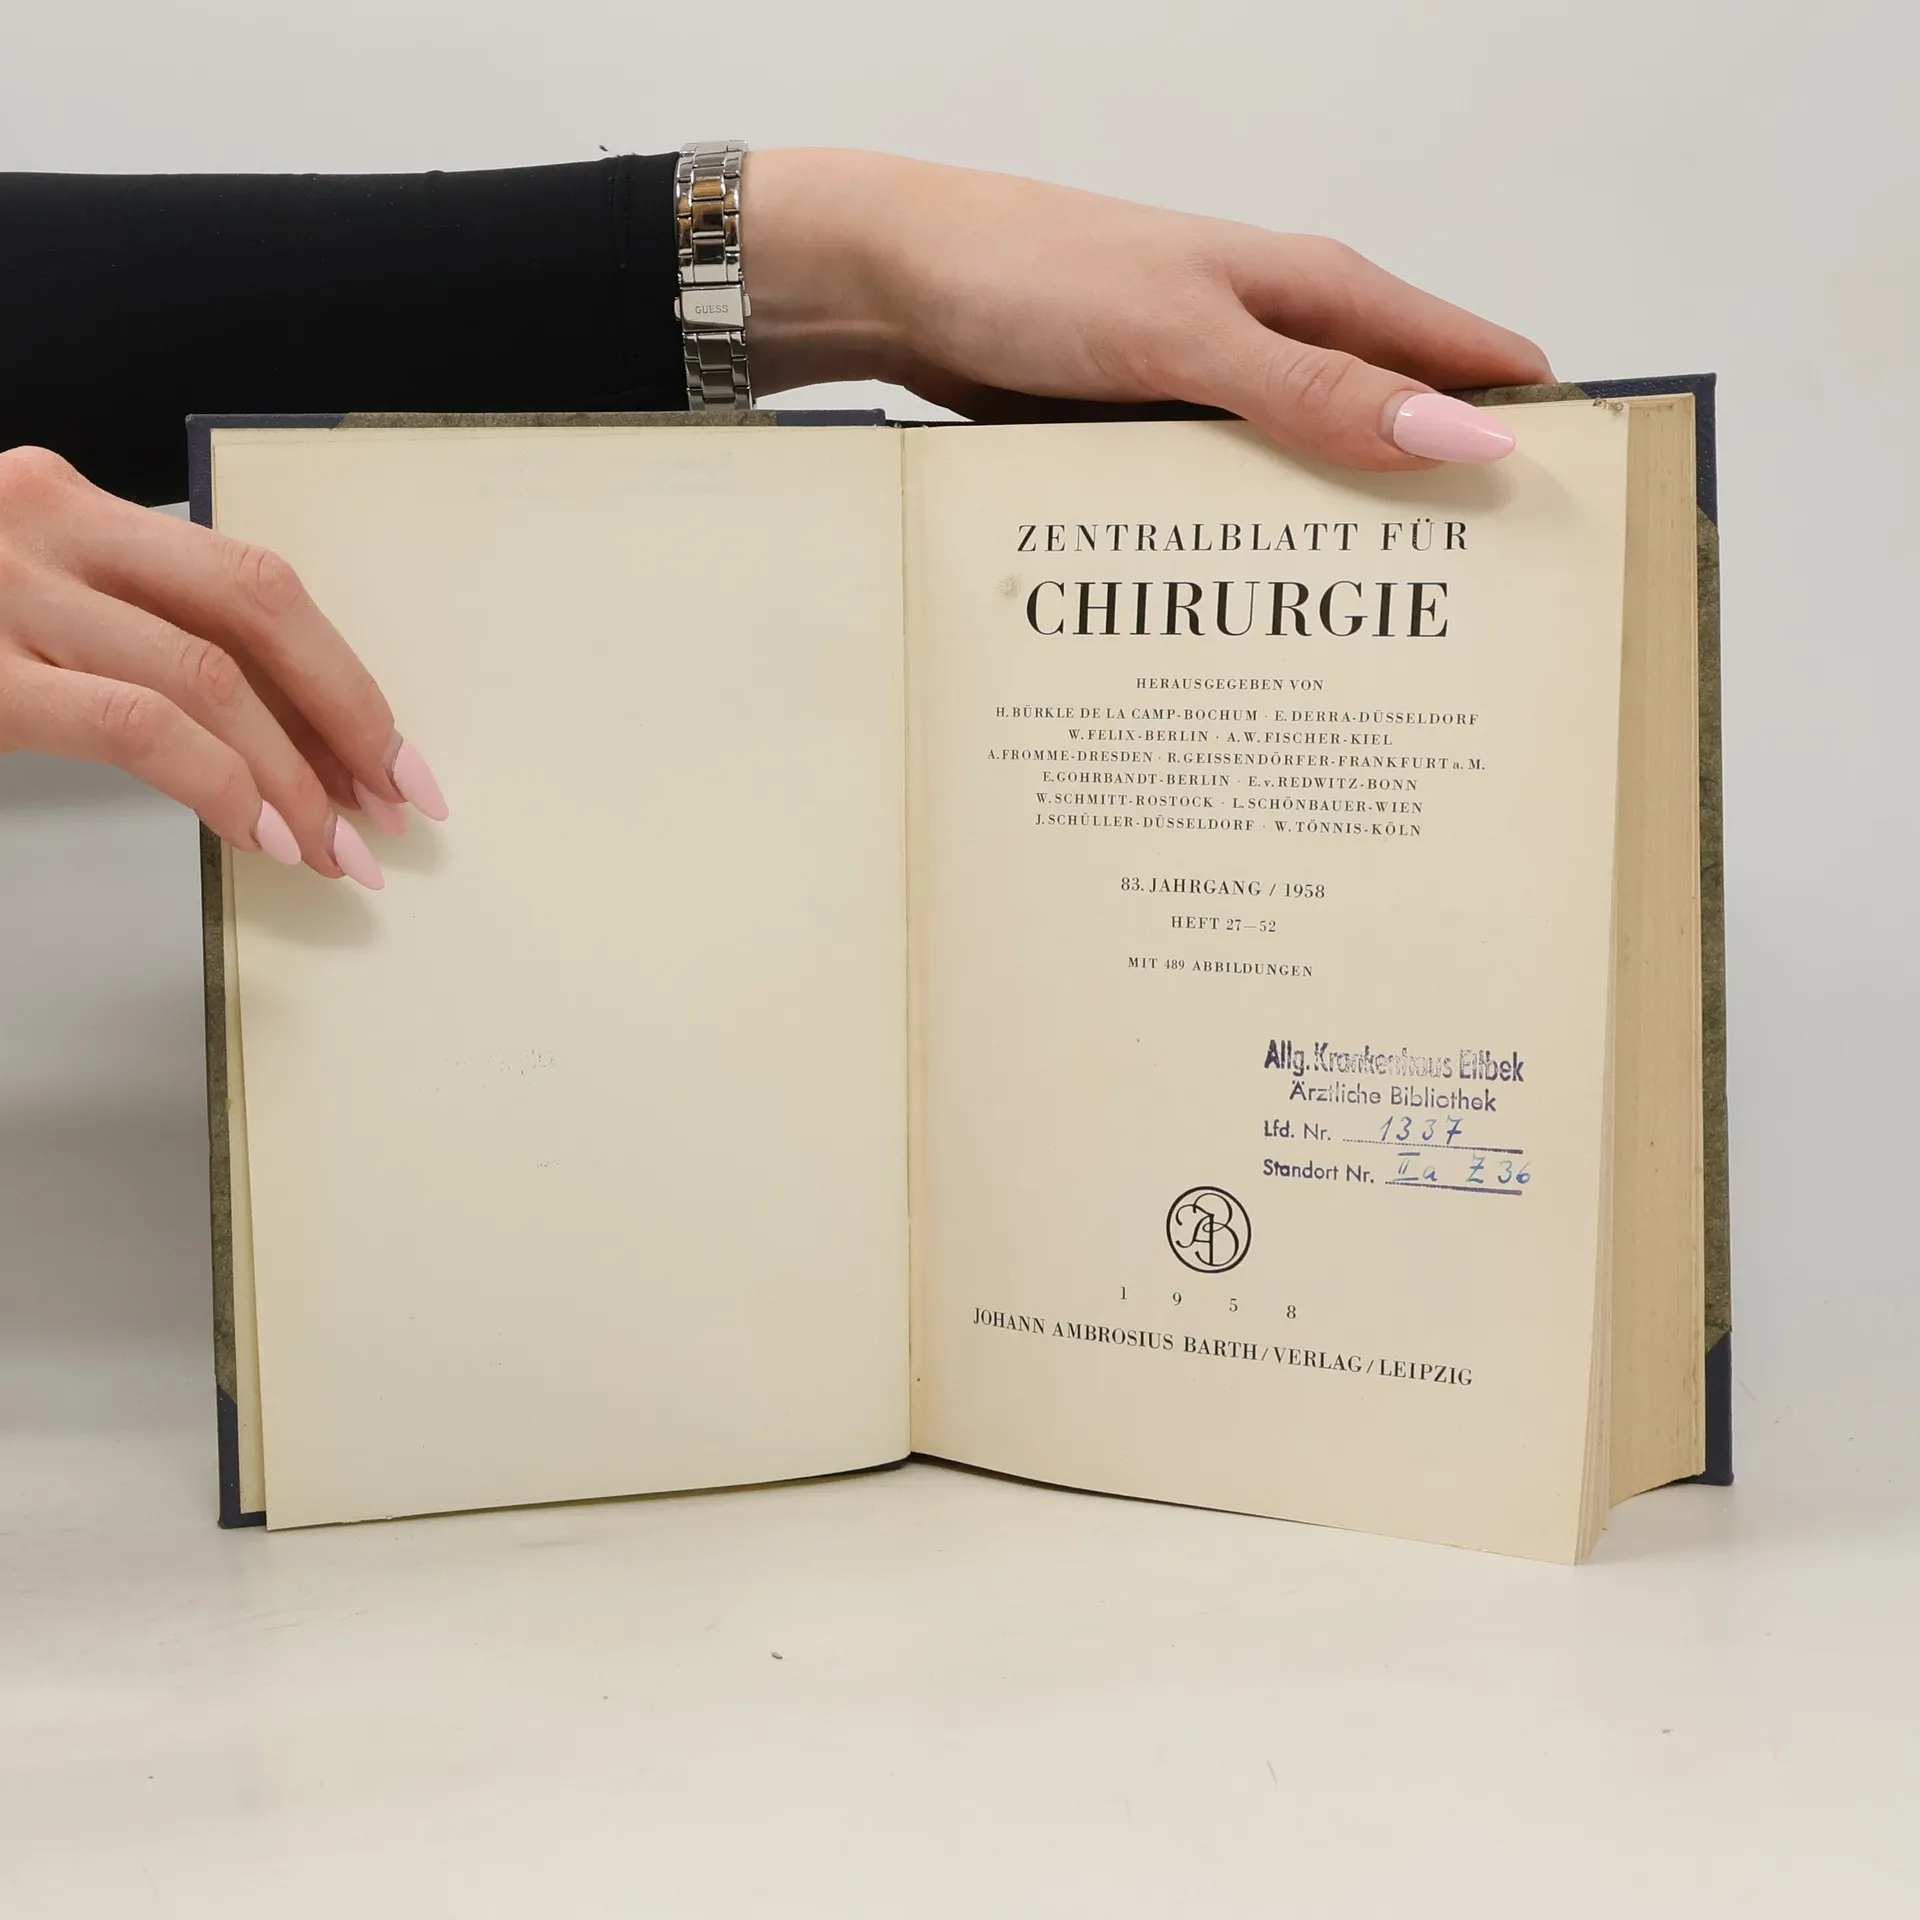 GUESS
ZENTRALBLATT FÜR
CHIRURGIE
HERAUSGEGEBEN VON
H. BÜRKLE DE LA CAMP-BOCHUM · E. DERRA-DÜSSELDORF
W. FELIX-BERLIN · A. W. FISCHER-KIEL
A. FROMME-DRESDEN · R. GEISSENDÖRFER-FRANKFURT a. M.
E. GOHRBANDT-BERLIN · E. v. REDWITZ-BONN
W. SCHMITT-ROSTOCK · L. SCHÖNBAUER-WIEN
J. SCHÜLLER-DÜSSELDORF · W. TÖNNIS-KÖLN
83. JAHRGANG / 1958
HEFT 27—52
MIT 489 ABBILDUNGEN
Allg. Krankenhaus Eilbek
Ärztliche Bibliothek
Lfd. Nr. 1337
Standort Nr. II a Z 36
JAB
1 9 5 8
JOHANN AMBROSIUS BARTH / VERLAG / LEIPZIG